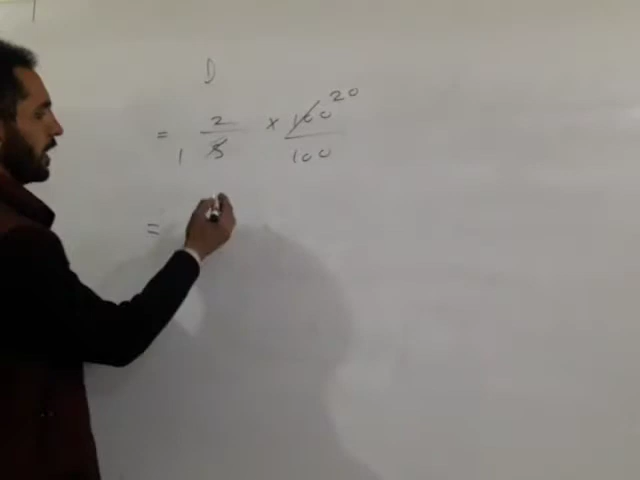 D
= 2/5 × 100/100 1 20
=